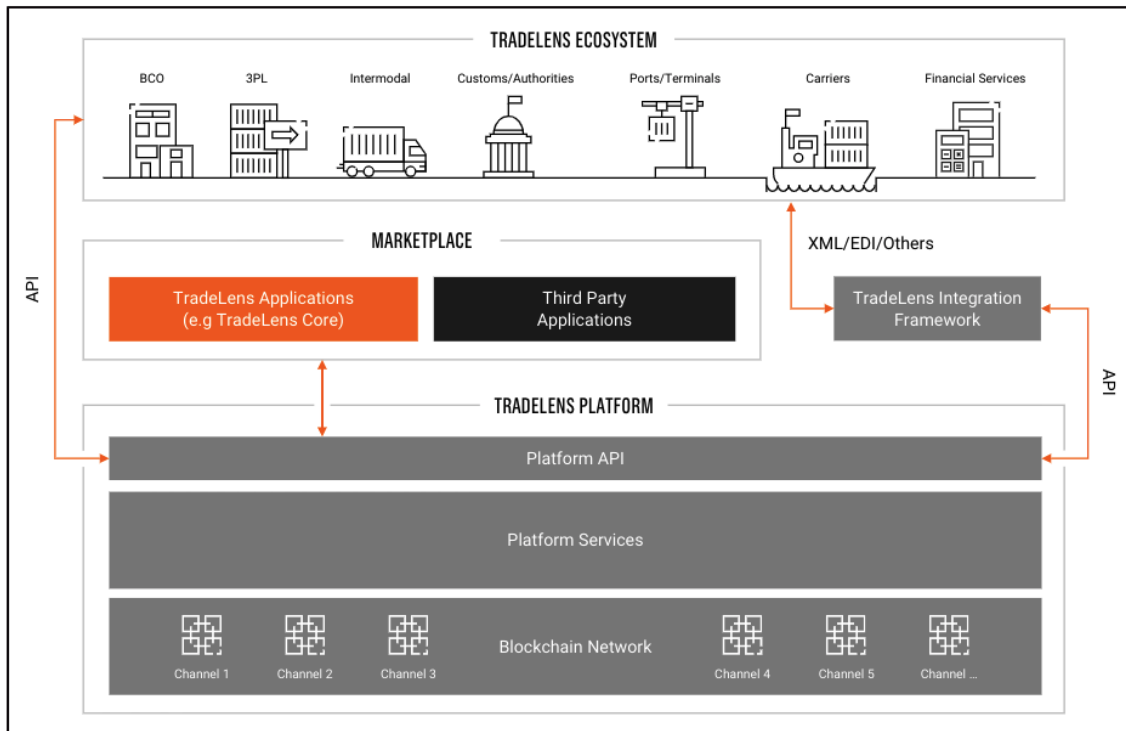 TRADELENS ECOSYSTEM
BCO
3PL
Intermodal
Customs/Authorities
Ports/Terminals
Carriers
Financial Services
API
MARKETPLACE
TradeLens Applications
(e.g TradeLens Core)
Third Party
Applications
XML/EDI/Others
TradeLens Integration
Framework
API
TRADELENS PLATFORM
Platform API
Platform Services
Blockchain Network
Channel 1
Channel 2
Channel 3
Channel 4
Channel 5
Channel ...